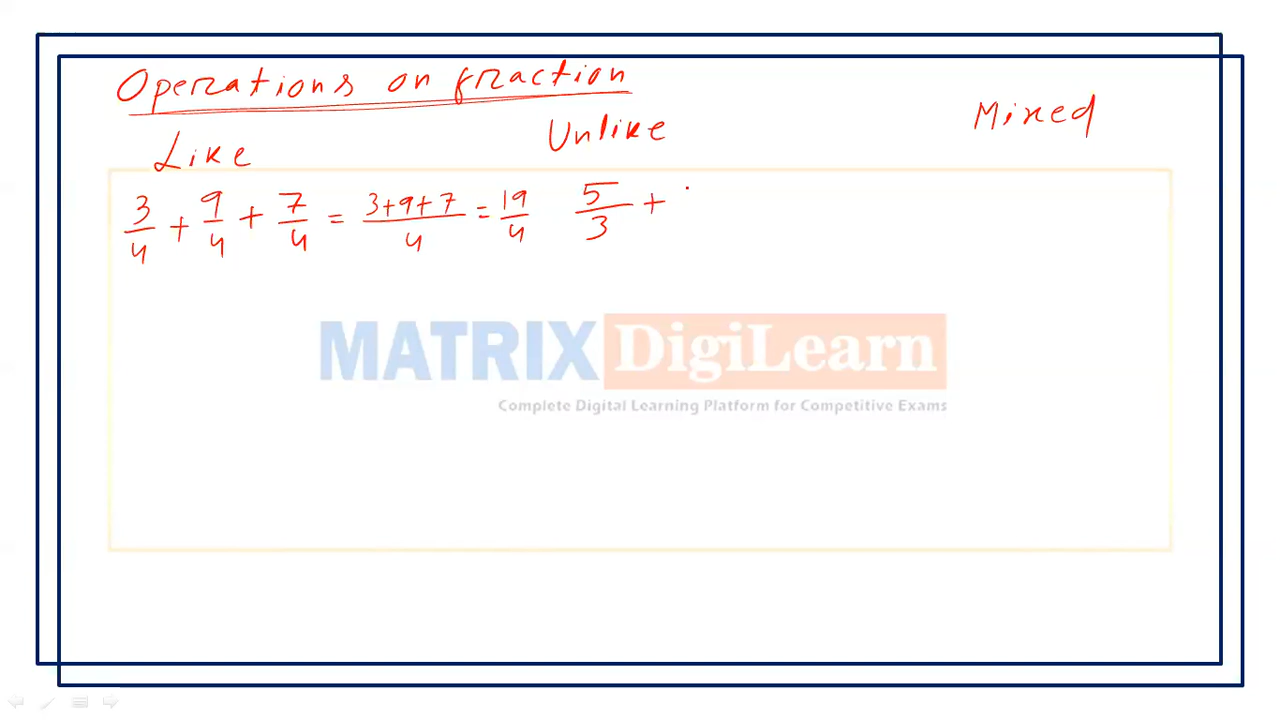 Operations on fraction
Like Unlike Mixed
3/4 + 9/4 + 7/4 = (3+9+7)/4 = 19/4 5/3 +
MATRIX DigiLearn
Complete Digital Learning Platform for Competitive Exams